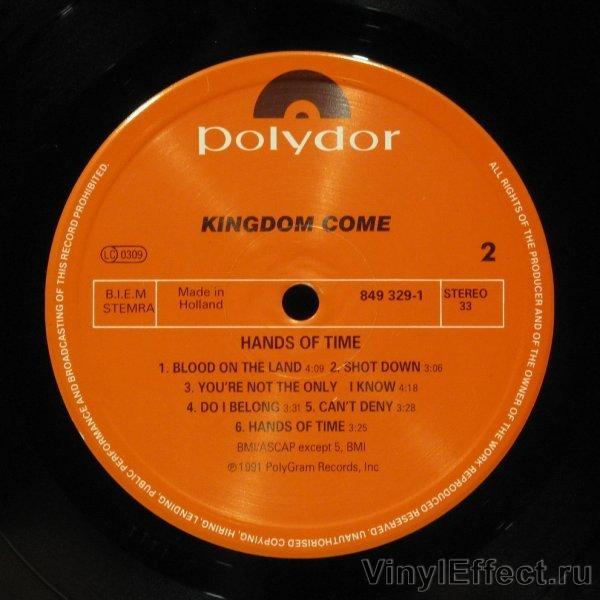 polydor
KINGDOM COME
LC 0309
2
B.I.E.M
STEMRA
Made in
Holland
849 329-1
STEREO
33
HANDS OF TIME
1. BLOOD ON THE LAND 4:09 2. SHOT DOWN 3:06
3. YOU'RE NOT THE ONLY I KNOW 4:18
4. DO I BELONG 3:31 5. CAN'T DENY 3:28
6. HANDS OF TIME 3:25
BMI/ASCAP except 5, BMI
℗1991 PolyGram Records, Inc
ALL RIGHTS OF THE PRODUCER AND OF THE OWNER OF THE WORK REPRODUCED RESERVED. UNAUTHORISED COPYING, HIRING, LENDING, PUBLIC PERFORMANCE AND BROADCASTING OF THIS RECORD PROHIBITED.
VinylEffect.ru